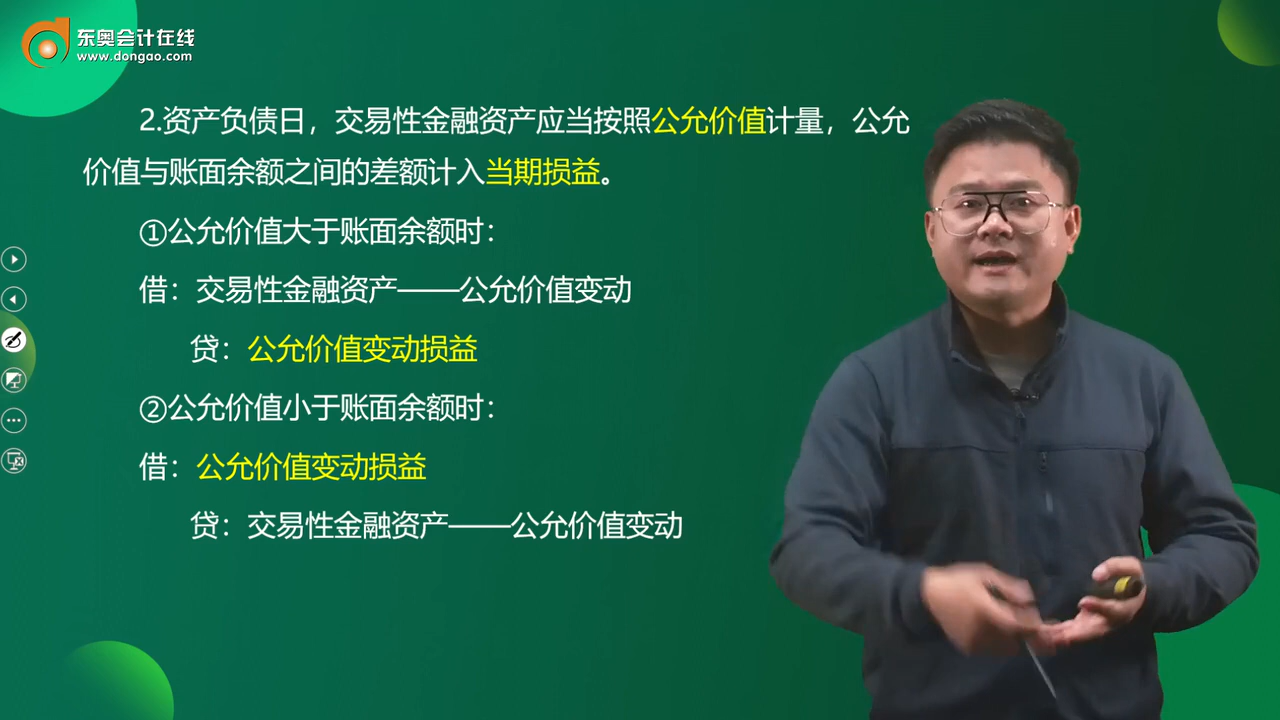 东奥会计在线
www.dongao.com
2.资产负债日，交易性金融资产应当按照公允价值计量，公允
价值与账面余额之间的差额计入当期损益。
①公允价值大于账面余额时：
借：交易性金融资产——公允价值变动
贷：公允价值变动损益
②公允价值小于账面余额时：
借：公允价值变动损益
贷：交易性金融资产——公允价值变动